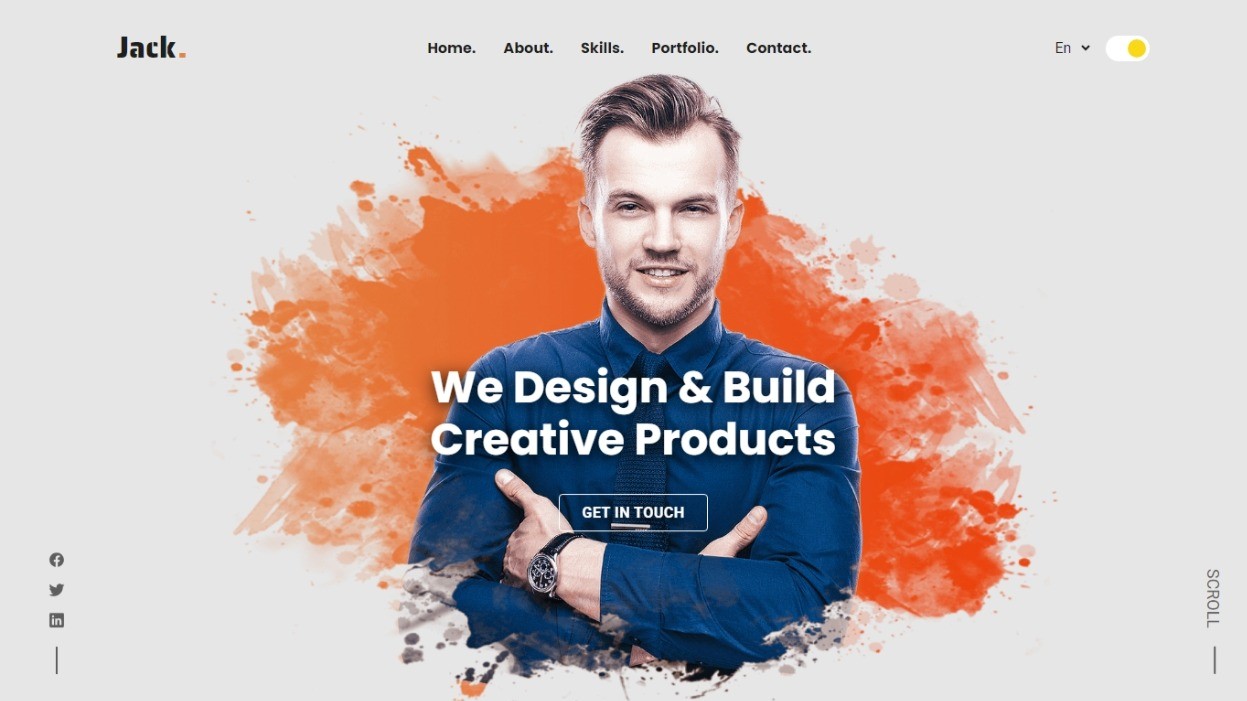 Jack.
Home. About. Skills. Portfolio. Contact.
En
We Design & Build
Creative Products
GET IN TOUCH
SCROLL